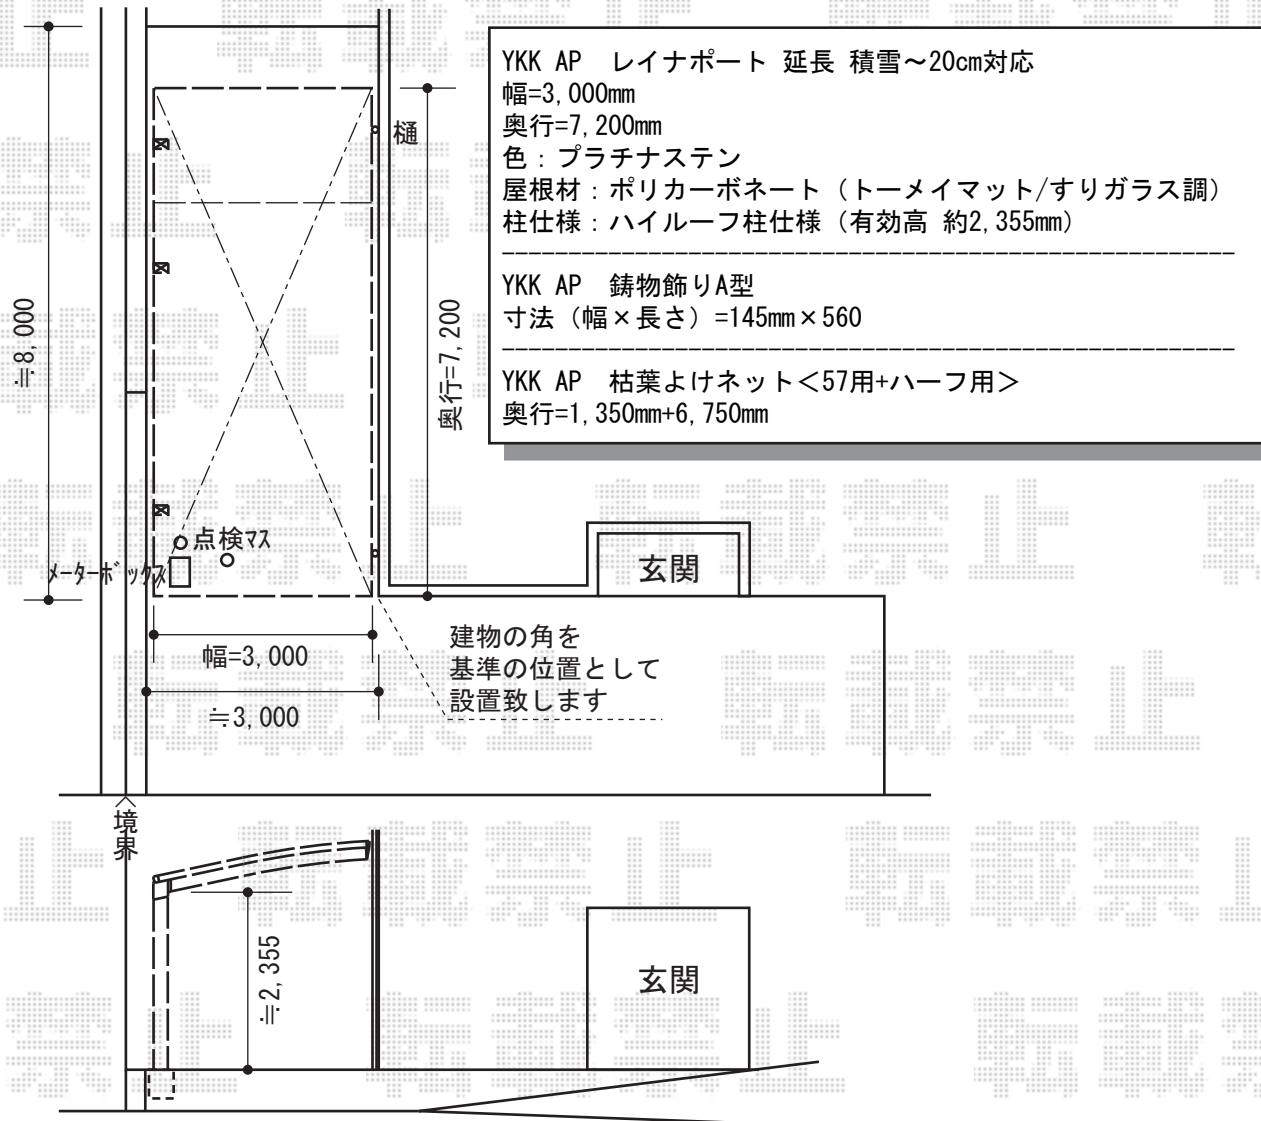 YKK AP　レイナポート 延長 積雪～20cm対応
幅=3,000mm
奥行=7,200mm
色：プラチナステン
屋根材：ポリカーボネート（トーメイマット/すりガラス調）
柱仕様：ハイルーフ柱仕様（有効高 約2,355mm）
YKK AP　鋳物飾りA型
寸法（幅×長さ）=145mm×560
YKK AP　枯葉よけネット＜57用+ハーフ用＞
奥行=1,350mm+6,750mm
樋
≒8,000
奥行=7,200
点検マス
メーターボックス
玄関
幅=3,000
≒3,000
建物の角を
基準の位置として
設置致します
境界
≒2,355
玄関
転載禁止